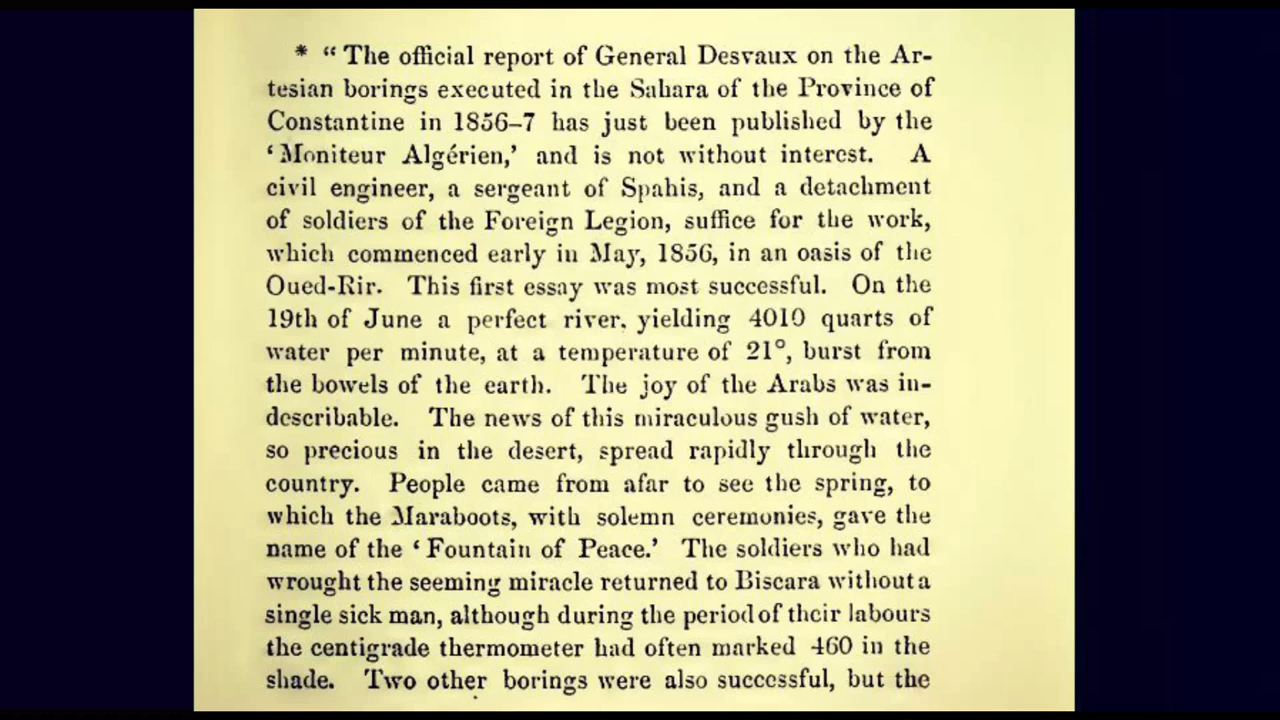 * “ The official report of General Desvaux on the Ar-
tesian borings executed in the Sahara of the Province of
Constantine in 1856–7 has just been published by the
‘ Moniteur Algérien,’ and is not without interest. A
civil engineer, a sergeant of Spahis, and a detachment
of soldiers of the Foreign Legion, suffice for the work,
which commenced early in May, 1856, in an oasis of the
Oued-Rir. This first essay was most successful. On the
19th of June a perfect river, yielding 4010 quarts of
water per minute, at a temperature of 21°, burst from
the bowels of the earth. The joy of the Arabs was in-
describable. The news of this miraculous gush of water,
so precious in the desert, spread rapidly through the
country. People came from afar to see the spring, to
which the Maraboots, with solemn ceremonies, gave the
name of the ‘ Fountain of Peace.’ The soldiers who had
wrought the seeming miracle returned to Biscara without a
single sick man, although during the period of their labours
the centigrade thermometer had often marked 460 in the
shade. Two other borings were also successful, but the